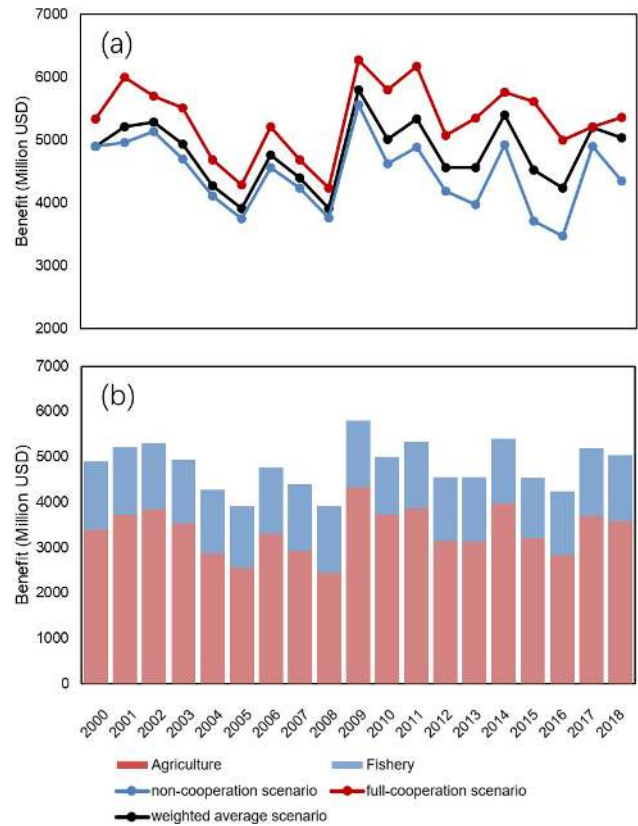 (a)
7000
6000
5000
4000
3000
2000
Benefit (Million USD)
(b)
7000
6000
5000
4000
3000
2000
1000
0
Benefit (Million USD)
2000 2001 2002 2003 2004 2005 2006 2007 2008 2009 2010 2011 2012 2013 2014 2015 2016 2017 2018
Agriculture Fishery
non-cooperation scenario full-cooperation scenario
weighted average scenario